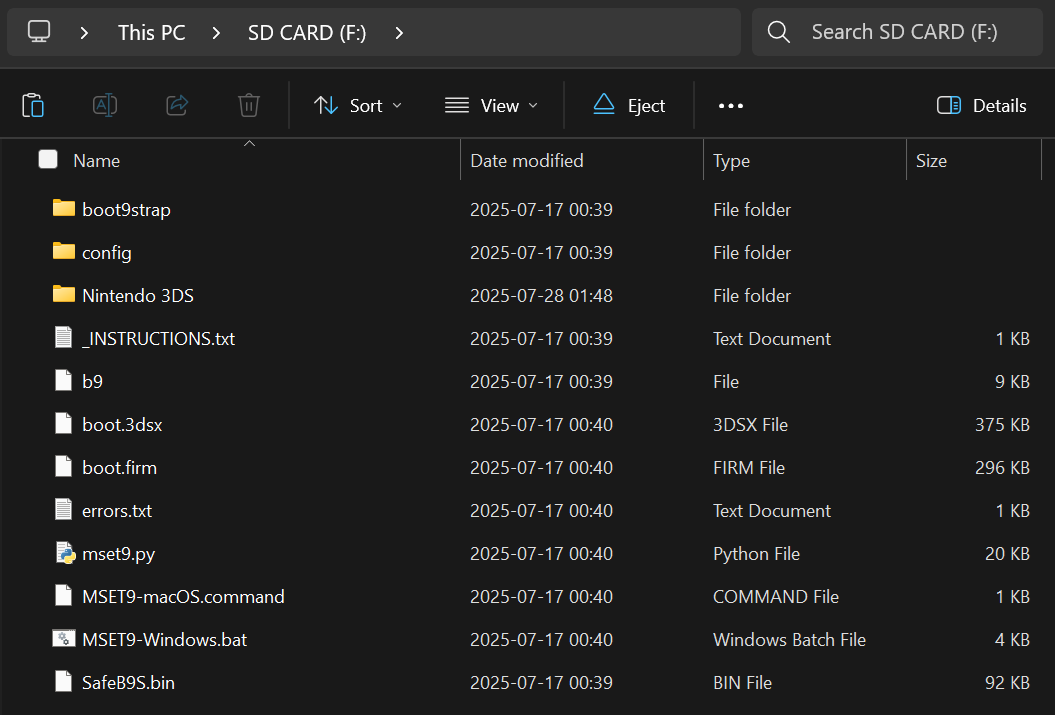 This PC > SD CARD (F:) >
Search SD CARD (F:)
Sort
View
Eject
Details
Name Date modified Type Size
boot9strap 2025-07-17 00:39 File folder
config 2025-07-17 00:39 File folder
Nintendo 3DS 2025-07-28 01:48 File folder
_INSTRUCTIONS.txt 2025-07-17 00:39 Text Document 1 KB
b9 2025-07-17 00:39 File 9 KB
boot.3dsx 2025-07-17 00:40 3DSX File 375 KB
boot.firm 2025-07-17 00:40 FIRM File 296 KB
errors.txt 2025-07-17 00:40 Text Document 1 KB
mset9.py 2025-07-17 00:40 Python File 20 KB
MSET9-macOS.command 2025-07-17 00:40 COMMAND File 1 KB
MSET9-Windows.bat 2025-07-17 00:40 Windows Batch File 4 KB
SafeB9S.bin 2025-07-17 00:39 BIN File 92 KB